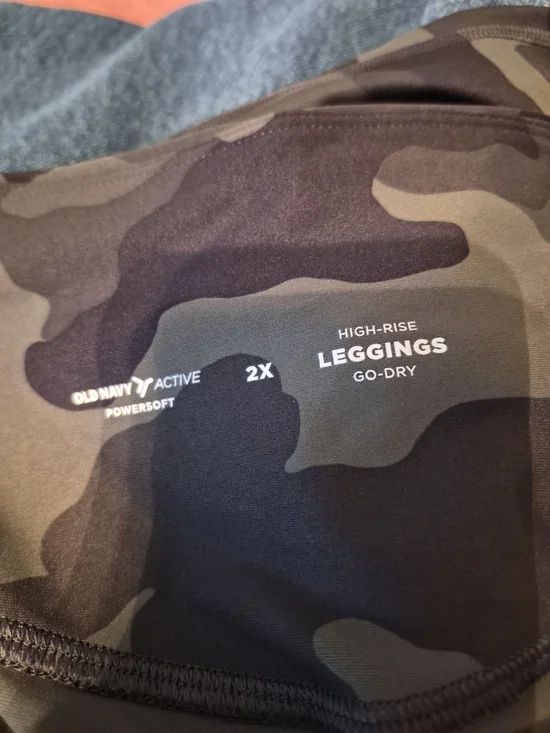 OLD NAVY ACTIVE
POWERSOFT
2X
HIGH-RISE
LEGGINGS
GO-DRY